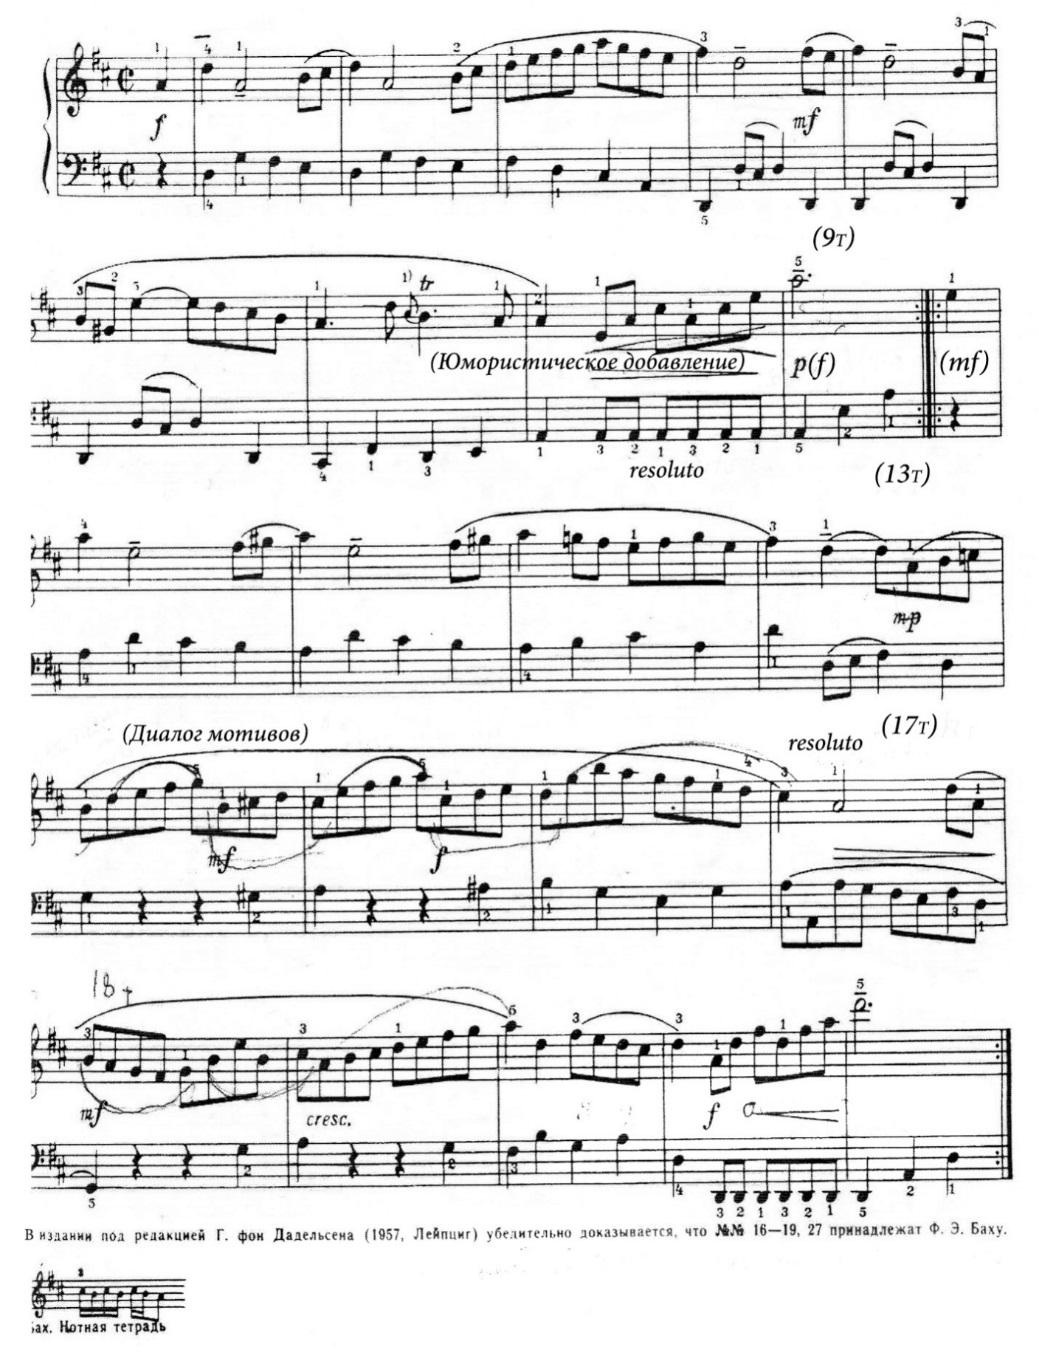 f
mf
(9т)
1) tr
(Юмористическое добавление)
p(f)
(mf)
resoluto
(13т)
mp
(Диалог мотивов)
(17т)
resoluto
mf
f
18т
mf
cresc.
f
В издании под редакцией Г. фон Дадельсена (1957, Лейпциг) убедительно доказывается, что №№ 16—19, 27 принадлежат Ф. Э. Баху.
Нотная тетрадь